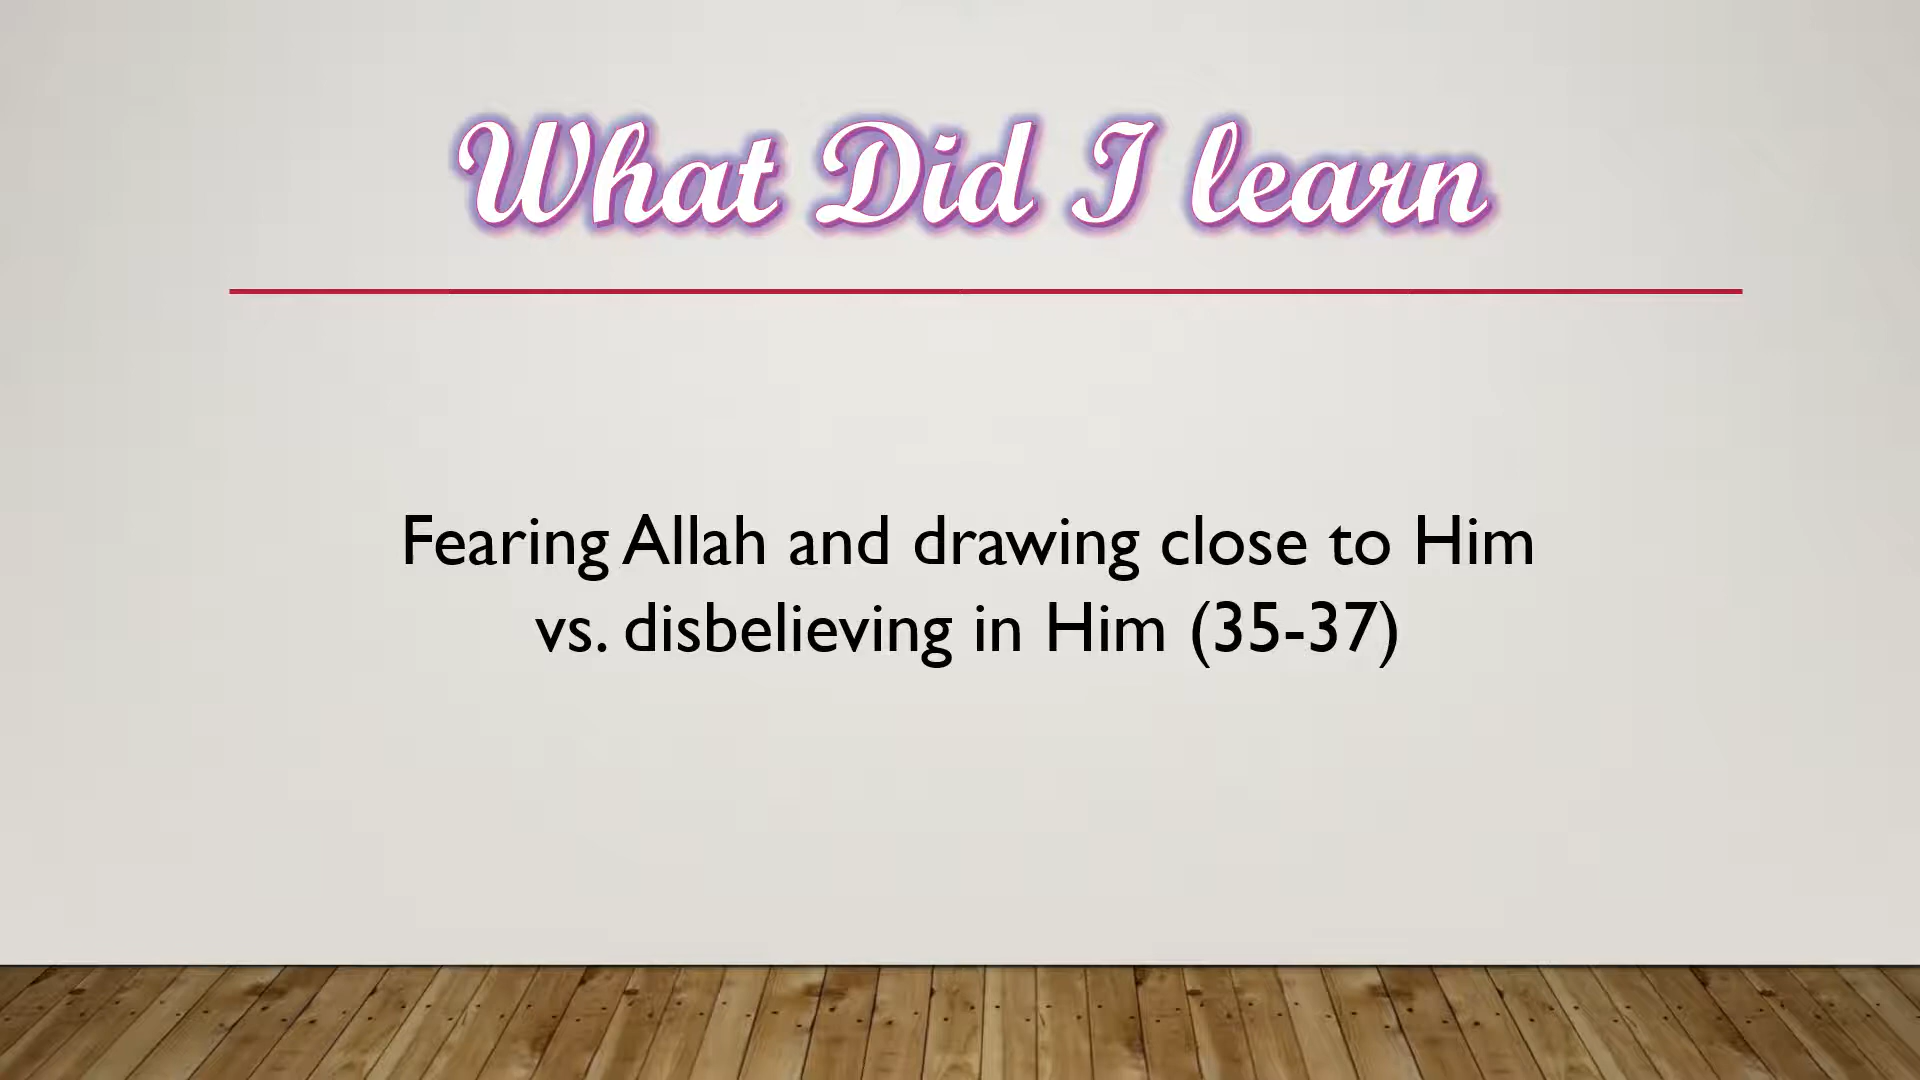 What Did I learn
Fearing Allah and drawing close to Him
vs. disbelieving in Him (35-37)